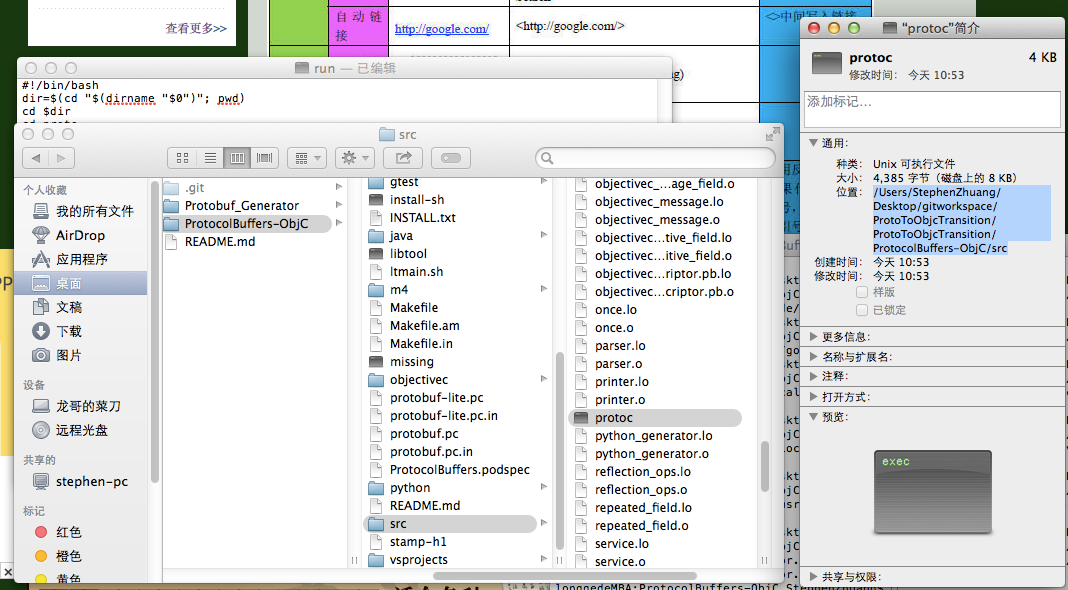 查看更多>>
自动链
接
http://google.com/
<http://google.com/>
<>中间写入链接
run — 已编辑
#!/bin/bash
dir=$(cd "$(dirname "$0")"; pwd)
cd $dir
src
个人收藏
我的所有文件
AirDrop
应用程序
桌面
文稿
下载
图片
设备
龙哥的菜刀
远程光盘
共享的
stephen-pc
标记
红色
橙色
黄色
.git
Protobuf_Generator
ProtocolBuffers-ObjC
README.md
gtest
install-sh
INSTALL.txt
java
libtool
ltmain.sh
m4
Makefile
Makefile.am
Makefile.in
missing
objectivec
protobuf-lite.pc
protobuf-lite.pc.in
protobuf.pc
protobuf.pc.in
ProtocolBuffers.podspec
python
README.md
src
stamp-h1
vsprojects
objectivec_...age_field.o
objectivec_message.lo
objectivec_message.o
objectivec...tive_field.lo
objectivec...itive_field.o
objectivec...riptor.pb.lo
objectivec...criptor.pb.o
once.lo
once.o
parser.lo
parser.o
printer.lo
printer.o
protoc
python_generator.lo
python_generator.o
reflection_ops.lo
reflection_ops.o
repeated_field.lo
repeated_field.o
service.lo
service.o
“protoc”简介
protoc
4 KB
修改时间： 今天 10:53
添加标记…
通用:
种类： Unix 可执行文件
大小： 4,385 字节（磁盘上的 8 KB）
位置： /Users/StephenZhuang/
Desktop/gitworkspace/
ProtoToObjcTransition/
ProtoToObjcTransition/
ProtocolBuffers-ObjC/src
创建时间： 今天 10:53
修改时间： 今天 10:53
样版
已锁定
更多信息:
名称与扩展名:
注释:
打开方式:
预览:
exec
共享与权限: